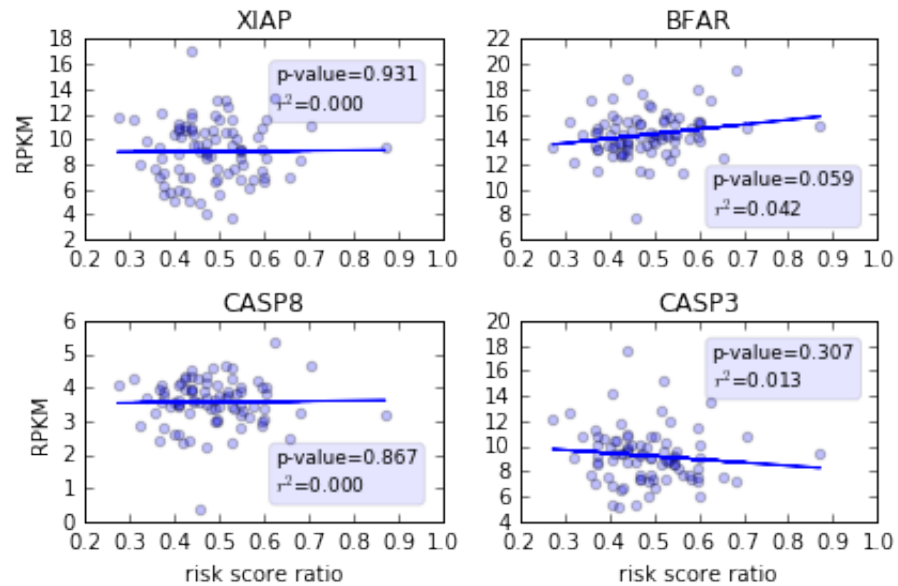 XIAP
18
16
14
12
10
8
6
4
2
RPKM
p-value=0.931
r²=0.000
0.2 0.3 0.4 0.5 0.6 0.7 0.8 0.9 1.0
BFAR
22
20
18
16
14
12
10
8
6
p-value=0.059
r²=0.042
0.2 0.3 0.4 0.5 0.6 0.7 0.8 0.9 1.0
CASP8
6
5
4
3
2
1
0
RPKM
p-value=0.867
r²=0.000
0.2 0.3 0.4 0.5 0.6 0.7 0.8 0.9 1.0
risk score ratio
CASP3
20
18
16
14
12
10
8
6
4
p-value=0.307
r²=0.013
0.2 0.3 0.4 0.5 0.6 0.7 0.8 0.9 1.0
risk score ratio